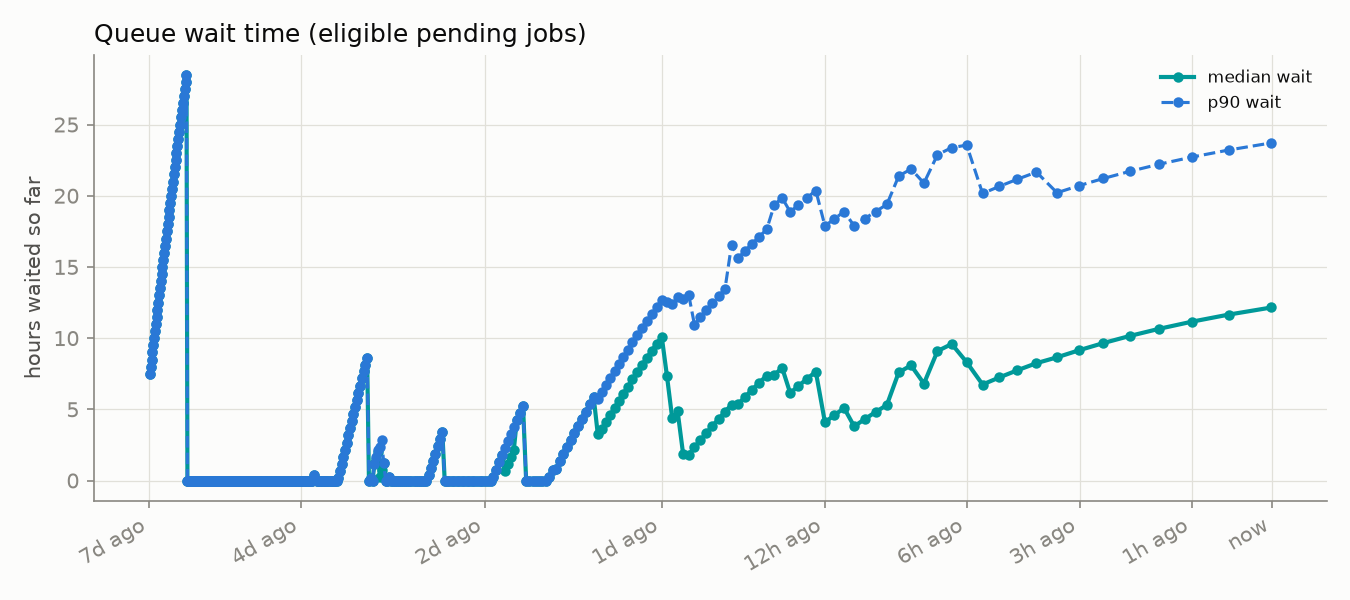 Queue wait time (eligible pending jobs)
median wait
p90 wait
hours waited so far
25
20
15
10
5
0
7d ago
4d ago
2d ago
1d ago
12h ago
6h ago
3h ago
1h ago
now